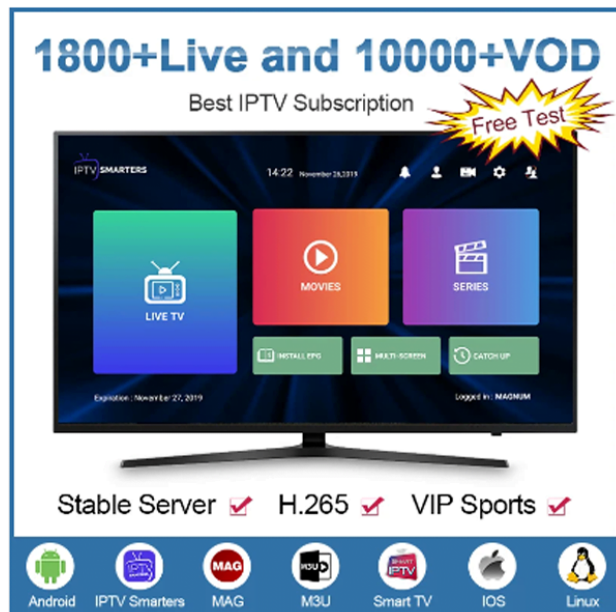 1800+Live and 10000+VOD
Best IPTV Subscription
Free Test
IPTV SMARTERS
14:22 November 26,2019
LIVE TV
MOVIES
SERIES
INSTALL EPG
MULTI-SCREEN
CATCH UP
Expiration : November 27, 2019
Logged in : MAGNUM
Stable Server
H.265
VIP Sports
IPTV
MAG
M3U
SMART
IPTV
Android
IPTV Smarters
MAG
M3U
Smart TV
IOS
Linux